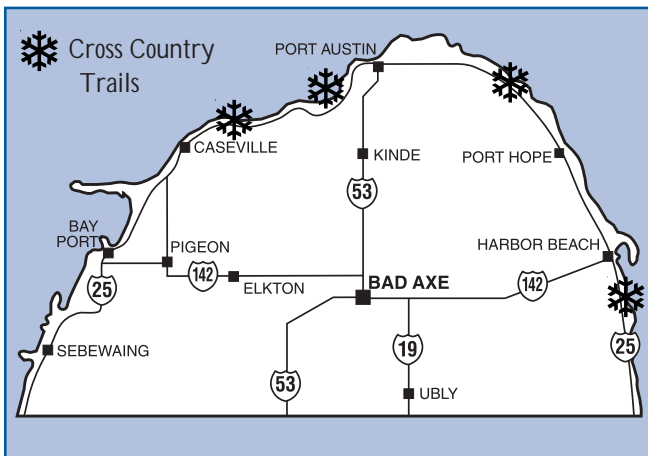 Cross Country
Trails
PORT AUSTIN
CASEVILLE
KINDE
PORT HOPE
53
BAY
PORT
PIGEON
HARBOR BEACH
142
ELKTON
BAD AXE
142
25
SEBEWAING
19
25
53
UBLY